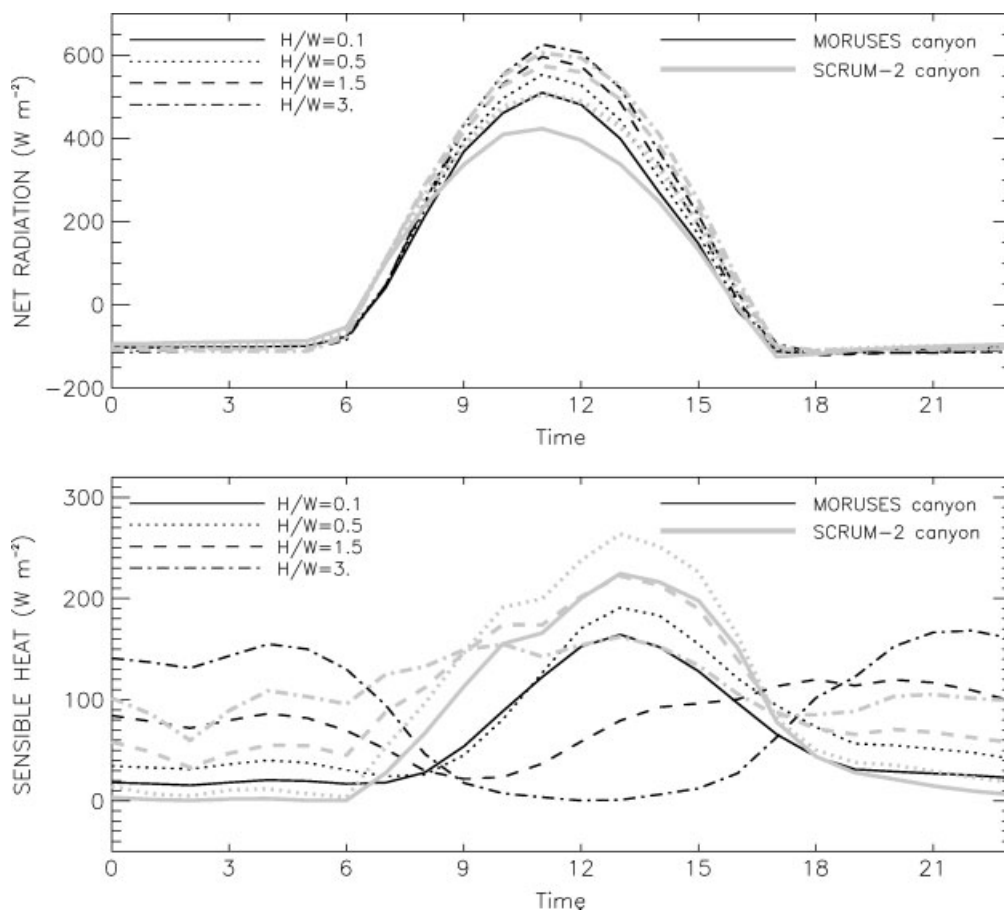 600
400
200
0
−200
NET RADIATION (W m⁻²)
H/W=0.1
H/W=0.5
H/W=1.5
H/W=3.
MORUSES canyon
SCRUM−2 canyon
0 3 6 9 12 15 18 21
Time
300
200
100
0
SENSIBLE HEAT (W m⁻²)
H/W=0.1
H/W=0.5
H/W=1.5
H/W=3.
MORUSES canyon
SCRUM−2 canyon
0 3 6 9 12 15 18 21
Time